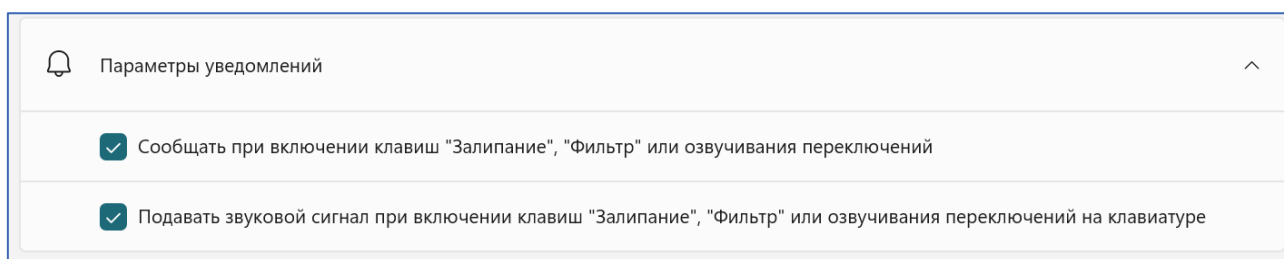 Параметры уведомлений
Сообщать при включении клавиш "Залипание", "Фильтр" или озвучивания переключений
Подавать звуковой сигнал при включении клавиш "Залипание", "Фильтр" или озвучивания переключений на клавиатуре